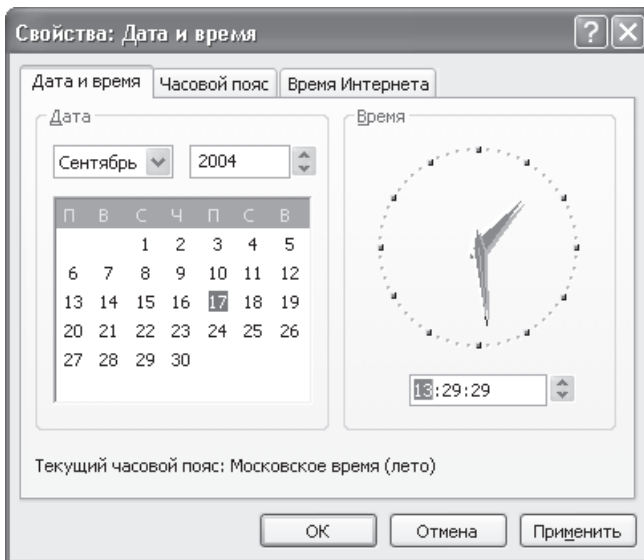 Свойства: Дата и время
Дата и время Часовой пояс Время Интернета
Дата
Сентябрь 2004
П В С Ч П С В
1 2 3 4 5
6 7 8 9 10 11 12
13 14 15 16 17 18 19
20 21 22 23 24 25 26
27 28 29 30
Время
13:29:29
Текущий часовой пояс: Московское время (лето)
ОК Отмена Применить